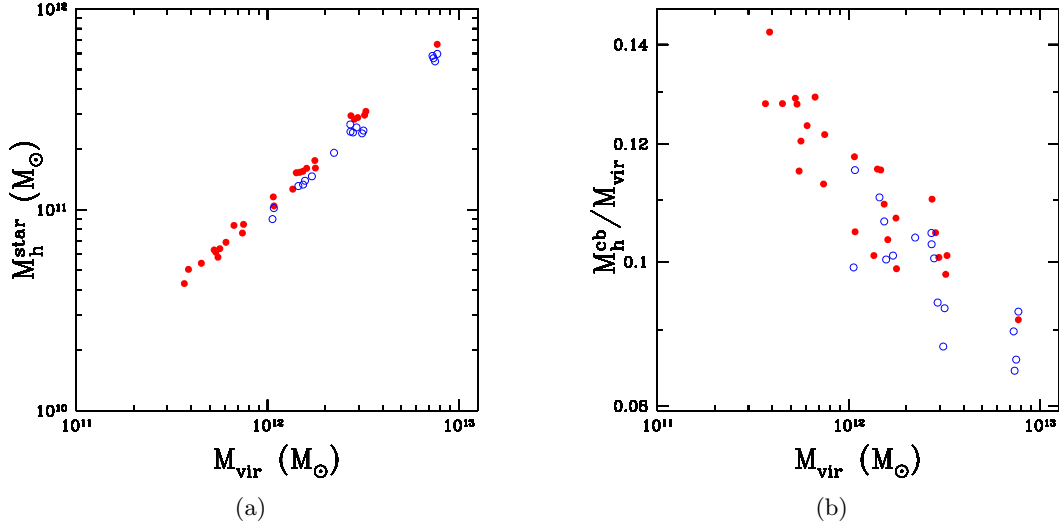 10¹²
10¹¹
10¹⁰
M_h^star (M_⊙)
10¹¹
10¹²
10¹³
M_vir (M_⊙)
(a)
0.14
0.12
0.1
0.08
M_h^cb/M_vir
10¹¹
10¹²
10¹³
M_vir (M_⊙)
(b)